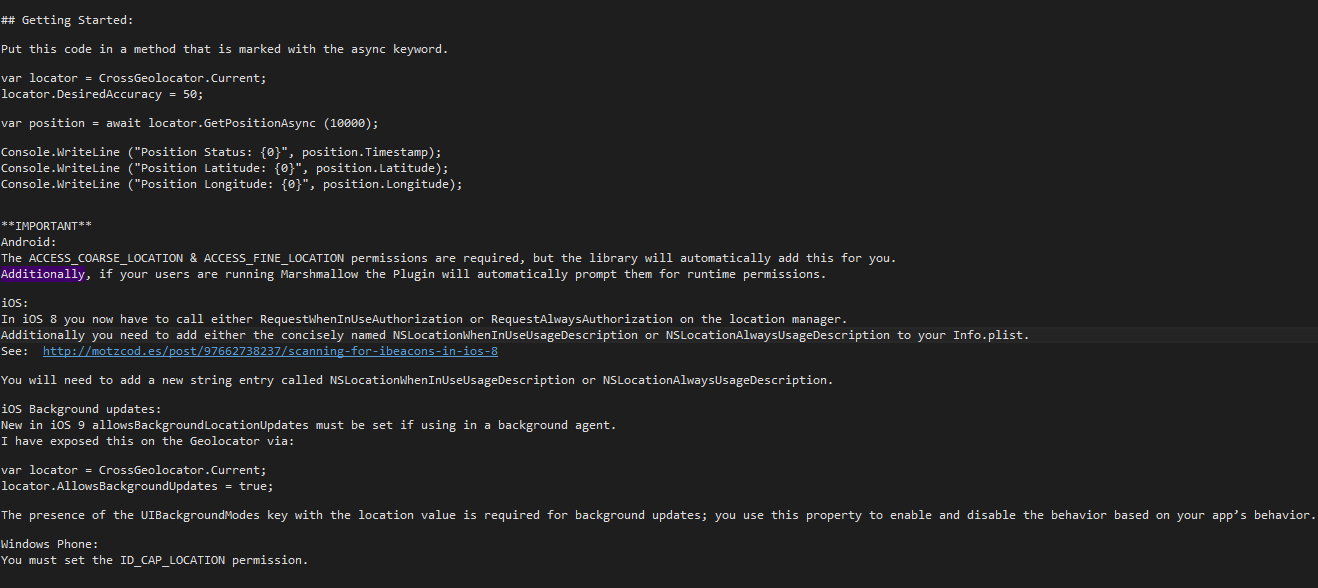 ## Getting Started:
Put this code in a method that is marked with the async keyword.
var locator = CrossGeolocator.Current;
locator.DesiredAccuracy = 50;
var position = await locator.GetPositionAsync (10000);
Console.WriteLine ("Position Status: {0}", position.Timestamp);
Console.WriteLine ("Position Latitude: {0}", position.Latitude);
Console.WriteLine ("Position Longitude: {0}", position.Longitude);
**IMPORTANT**
Android:
The ACCESS_COARSE_LOCATION & ACCESS_FINE_LOCATION permissions are required, but the library will automatically add this for you.
Additionally, if your users are running Marshmallow the Plugin will automatically prompt them for runtime permissions.
iOS:
In iOS 8 you now have to call either RequestWhenInUseAuthorization or RequestAlwaysAuthorization on the location manager.
Additionally you need to add either the concisely named NSLocationWhenInUseUsageDescription or NSLocationAlwaysUsageDescription to your Info.plist.
See:  http://motzcod.es/post/97662738237/scanning-for-ibeacons-in-ios-8
You will need to add a new string entry called NSLocationWhenInUseUsageDescription or NSLocationAlwaysUsageDescription.
iOS Background updates:
New in iOS 9 allowsBackgroundLocationUpdates must be set if using in a background agent.
I have exposed this on the Geolocator via:
var locator = CrossGeolocator.Current;
locator.AllowsBackgroundUpdates = true;
The presence of the UIBackgroundModes key with the location value is required for background updates; you use this property to enable and disable the behavior based on your app’s behavior.
Windows Phone:
You must set the ID_CAP_LOCATION permission.